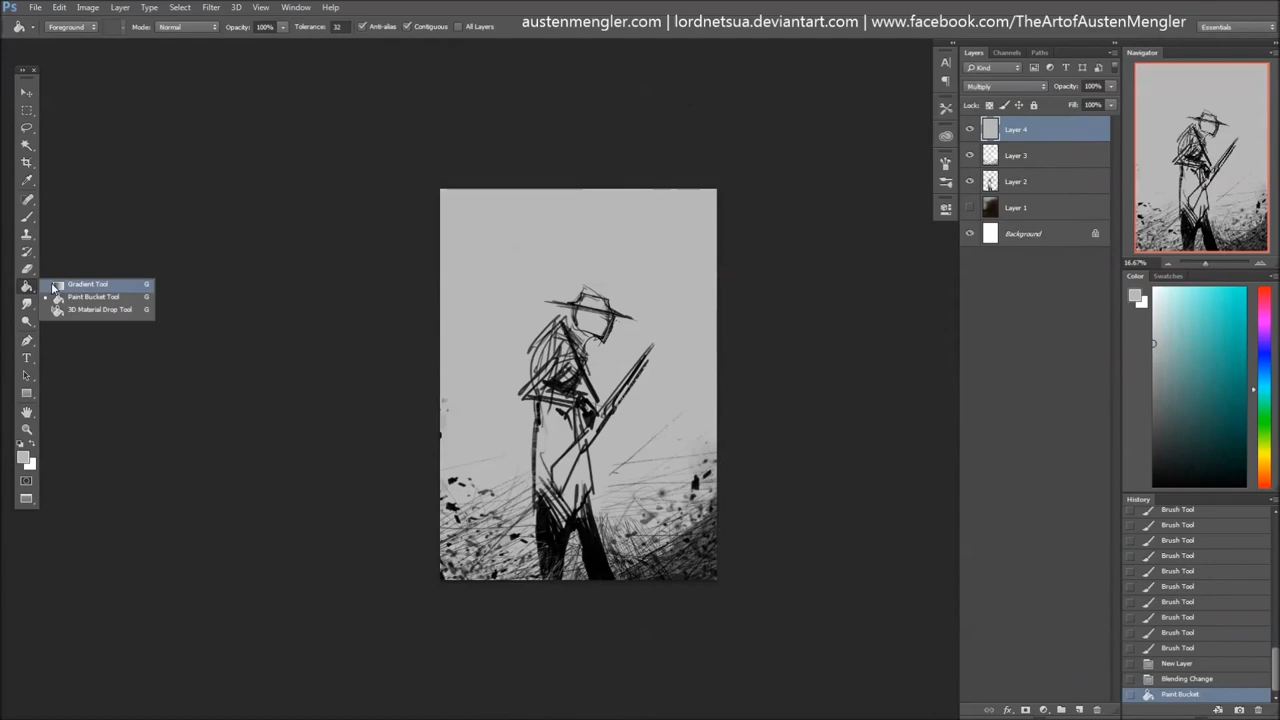 Ps File Edit Image Layer Type Select Filter 3D View Window Help
austenmengler.com | lordnetsua.deviantart.com | www.facebook.com/TheArtofAustenMengler
Foreground Mode: Normal Opacity: 100% Tolerance: 32 Anti-alias Contiguous All Layers Essentials
Layers Channels Paths
Kind
Multiply Opacity: 100%
Lock: Fill: 100%
Layer 4
Layer 3
Layer 2
Layer 1
Background
Navigator
16.67%
Color Swatches
History
Brush Tool
Brush Tool
Brush Tool
Brush Tool
Brush Tool
Brush Tool
Brush Tool
Brush Tool
Brush Tool
Brush Tool
New Layer
Blending Change
Paint Bucket
Gradient Tool G
Paint Bucket Tool G
3D Material Drop Tool G